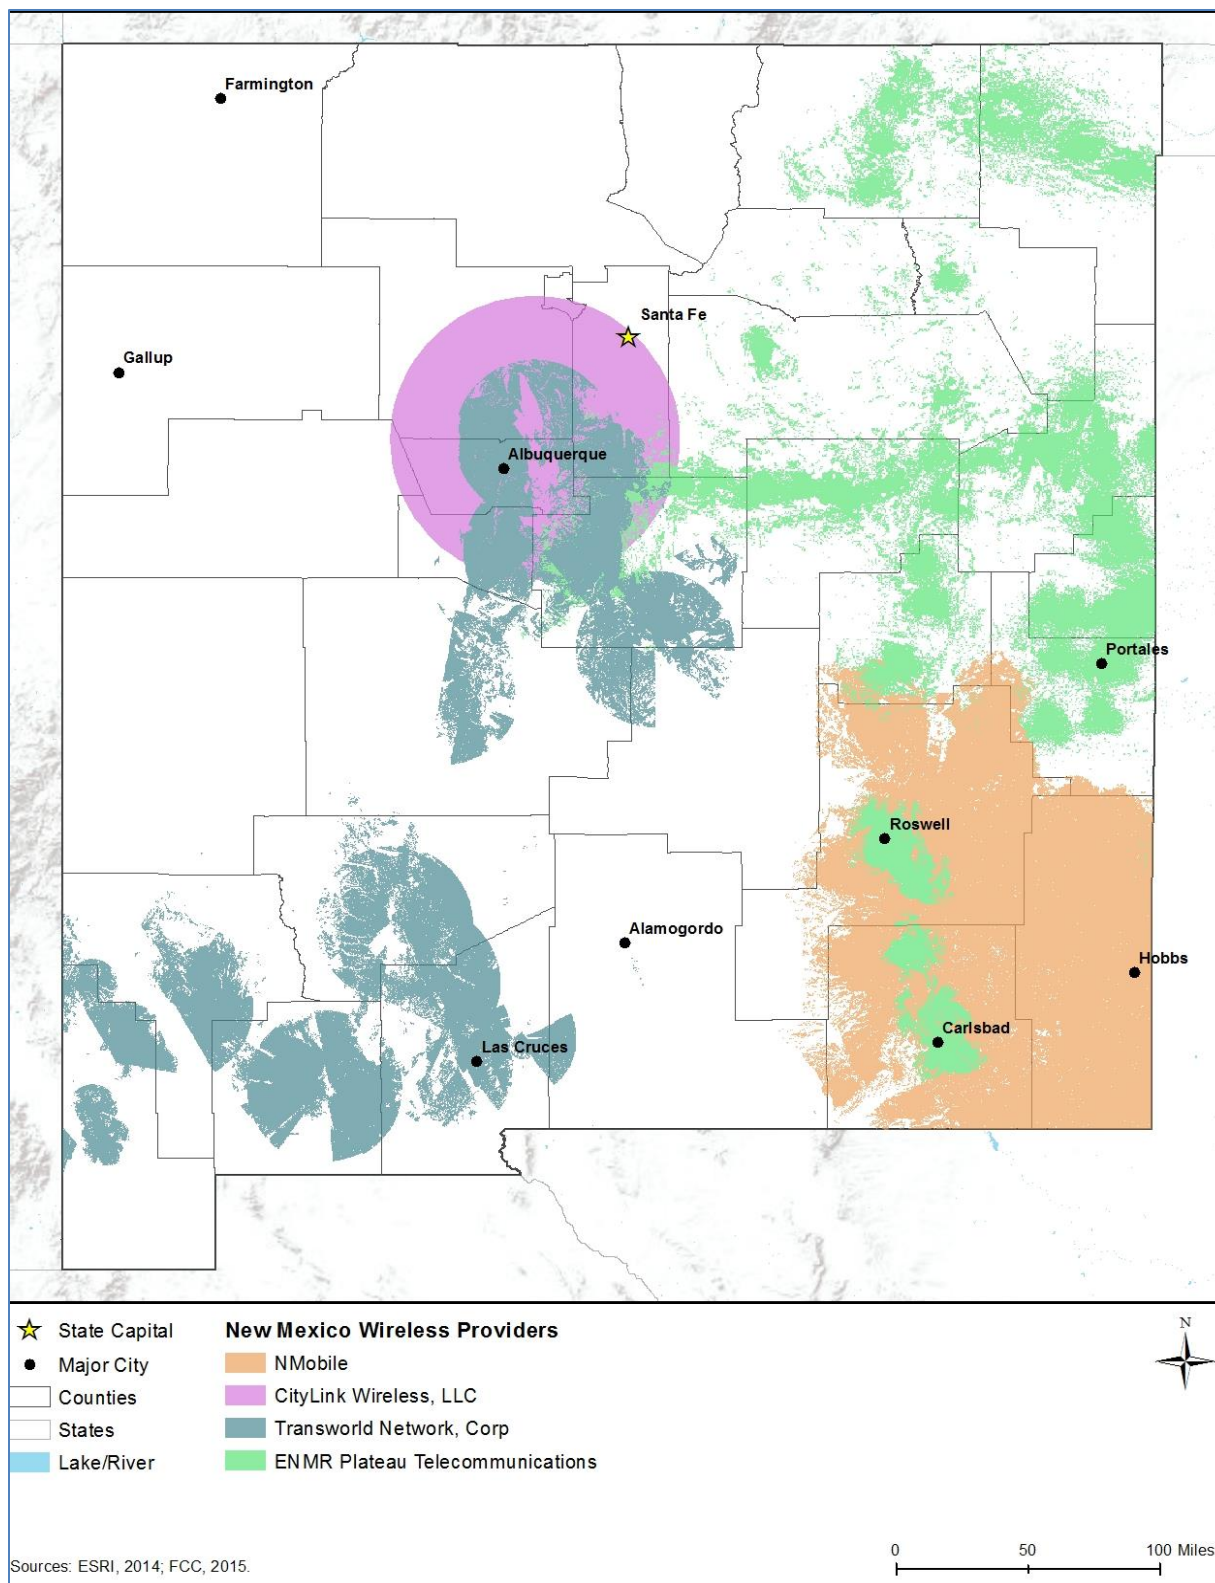 Farmington
Santa Fe
Gallup
Albuquerque
Portales
Roswell
Alamogordo
Hobbs
Carlsbad
Las Cruces
State Capital
Major City
Counties
States
Lake/River
New Mexico Wireless Providers
NMobile
CityLink Wireless, LLC
Transworld Network, Corp
ENMR Plateau Telecommunications
N
Sources: ESRI, 2014; FCC, 2015.
0 50 100 Miles